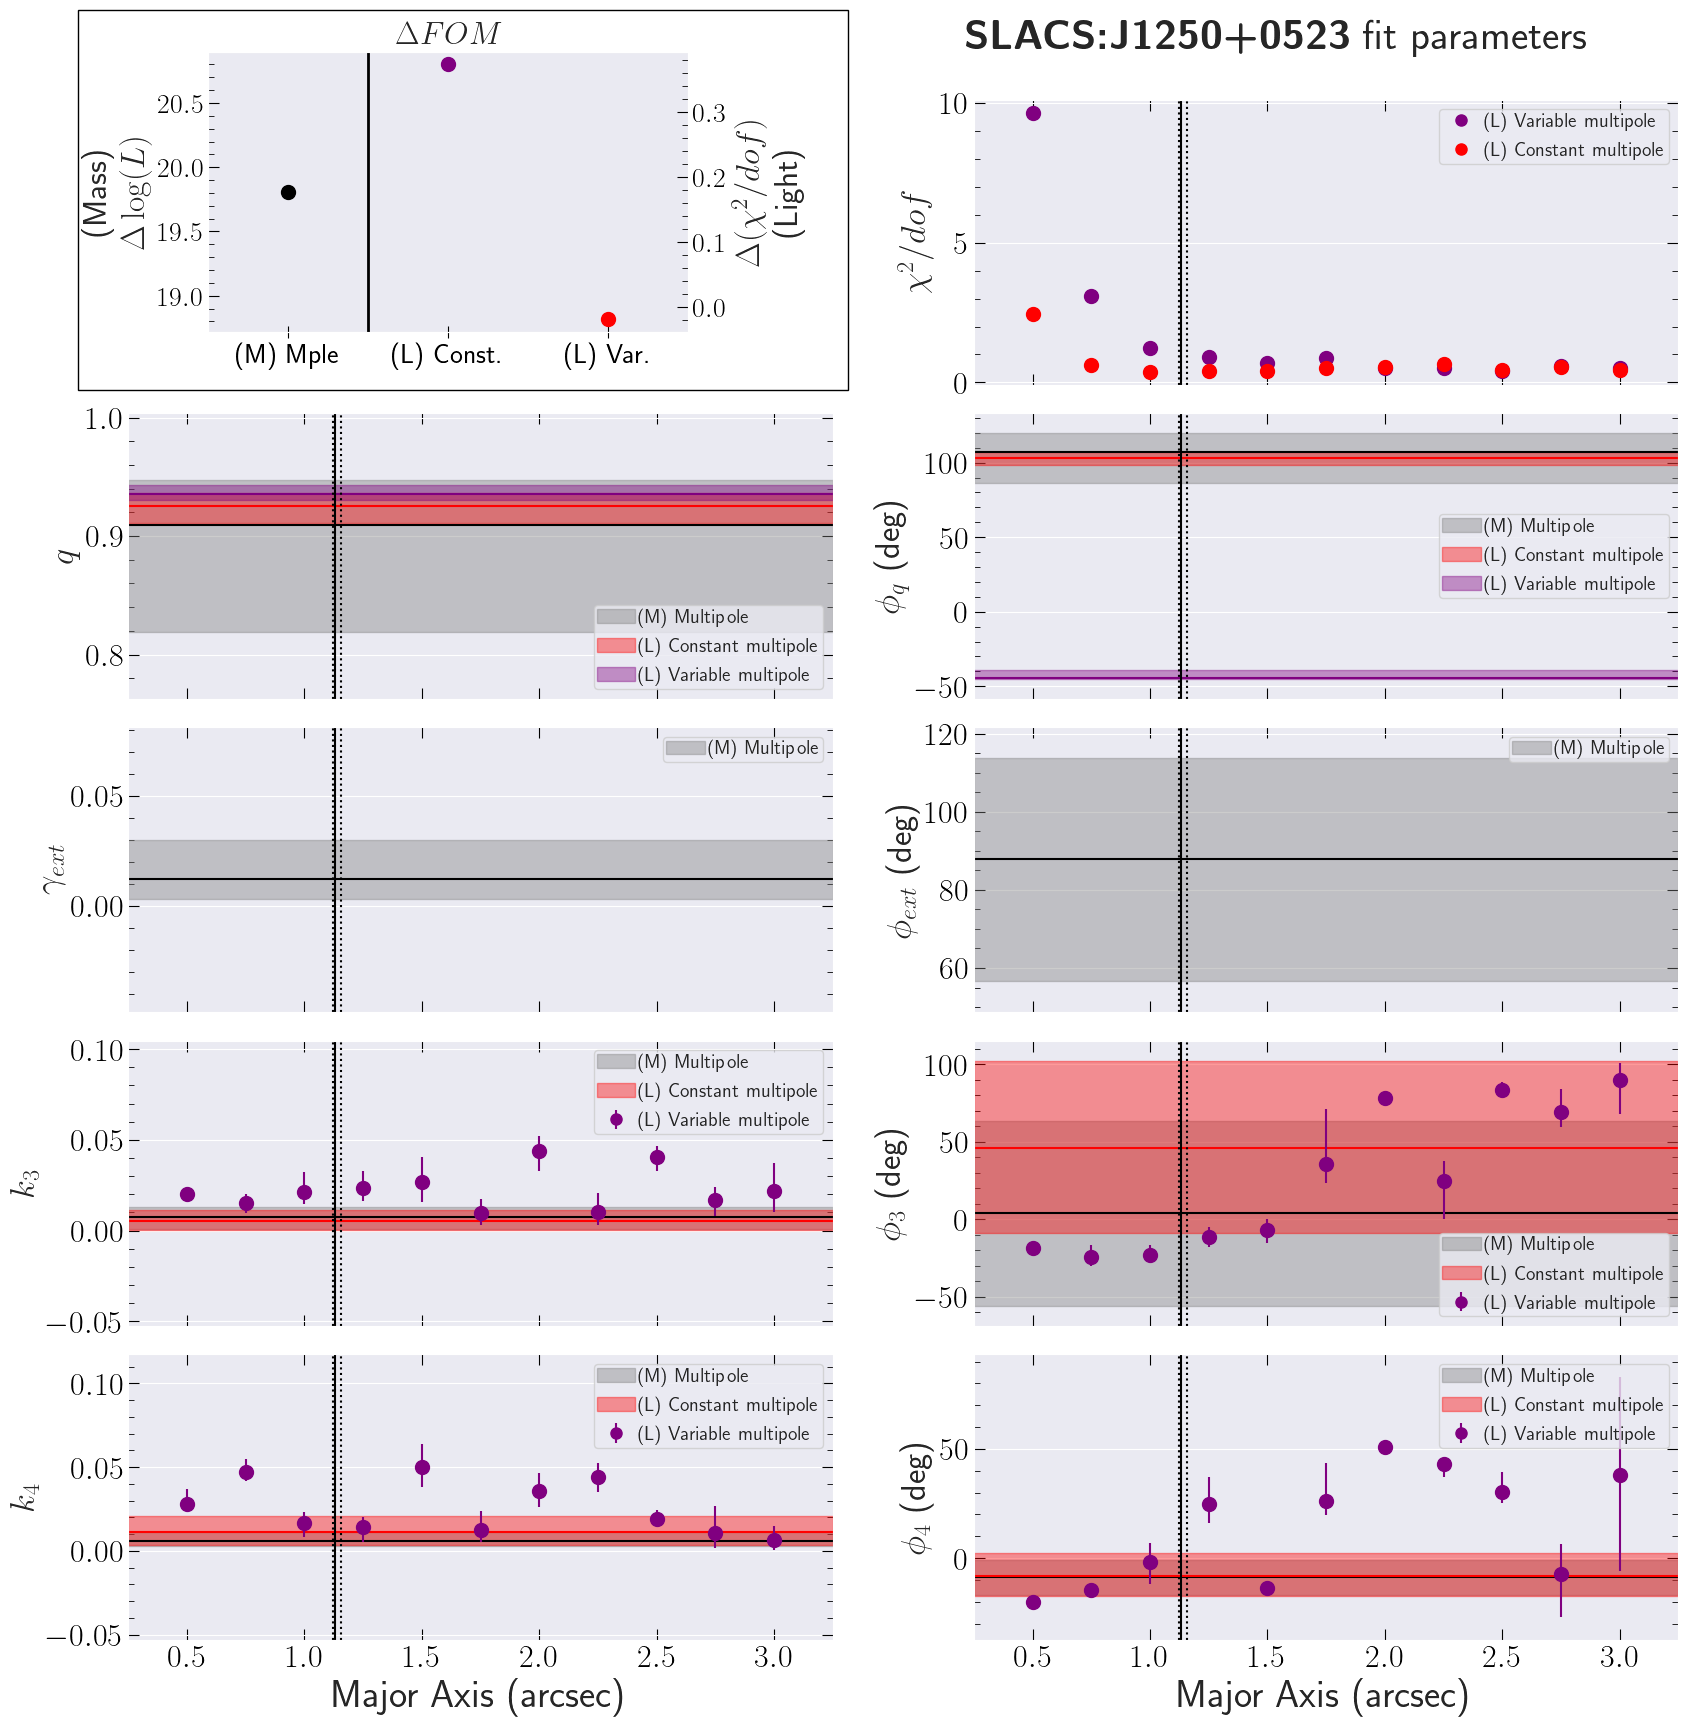 ΔFOM
SLACS:J1250+0523 fit parameters
(Mass)
Δ log(L)
20.5
20.0
19.5
19.0
0.3
0.2
0.1
0.0
Δ(χ²/dof)
(Light)
(M) Mple
(L) Const.
(L) Var.
χ²/dof
10
5
0
(L) Variable multipole
(L) Constant multipole
q
1.0
0.9
0.8
(M) Multipole
(L) Constant multipole
(L) Variable multipole
ϕ_q (deg)
100
50
0
−50
(M) Multipole
(L) Constant multipole
(L) Variable multipole
γ_ext
0.05
0.00
(M) Multipole
ϕ_ext (deg)
120
100
80
60
(M) Multipole
k₃
0.10
0.05
0.00
−0.05
(M) Multipole
(L) Constant multipole
(L) Variable multipole
ϕ₃ (deg)
100
50
0
−50
(M) Multipole
(L) Constant multipole
(L) Variable multipole
k₄
0.10
0.05
0.00
−0.05
(M) Multipole
(L) Constant multipole
(L) Variable multipole
0.5 1.0 1.5 2.0 2.5 3.0
Major Axis (arcsec)
ϕ₄ (deg)
50
0
(M) Multipole
(L) Constant multipole
(L) Variable multipole
0.5 1.0 1.5 2.0 2.5 3.0
Major Axis (arcsec)